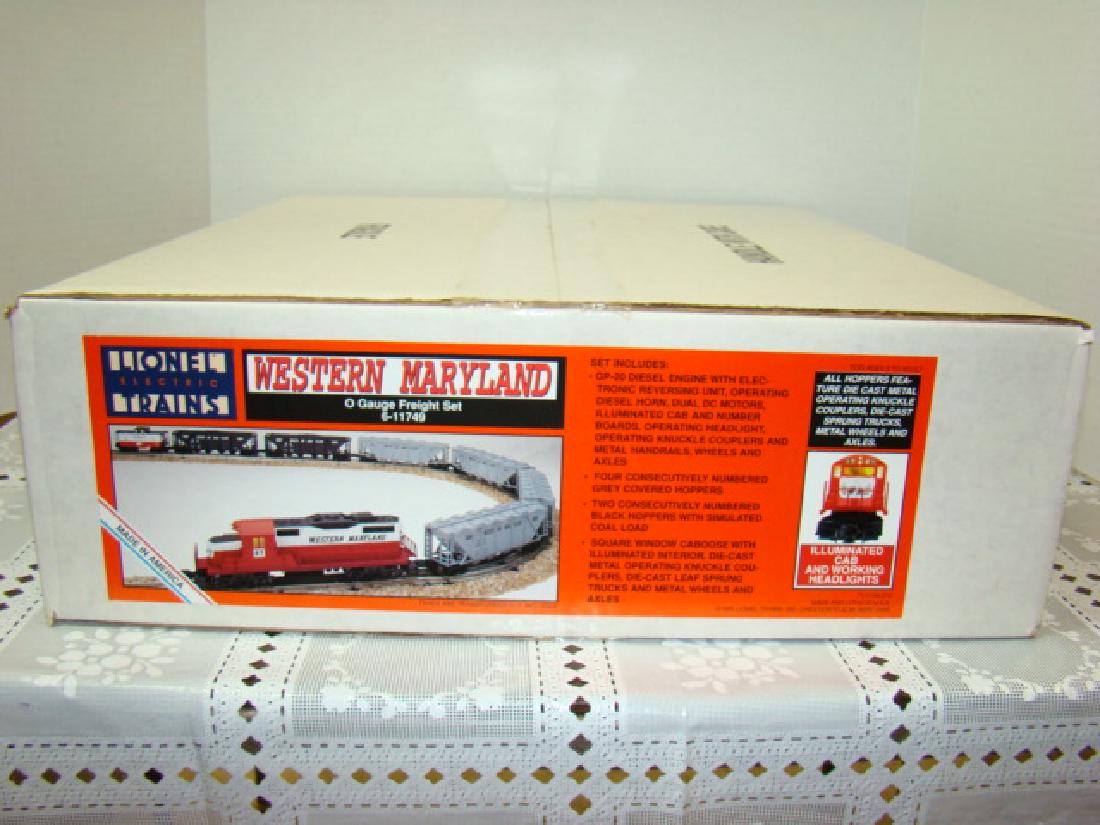 LIONEL
ELECTRIC
TRAINS
WESTERN MARYLAND
O Gauge Freight Set
6-11749
WESTERN MARYLAND
MADE IN AMERICA
SET INCLUDES:
- GP-20 DIESEL ENGINE WITH ELEC-
TRONIC REVERSING UNIT, OPERATING
DIESEL HORN, DUAL DC MOTORS,
ILLUMINATED CAB AND NUMBER
BOARDS, OPERATING HEADLIGHT,
OPERATING KNUCKLE COUPLERS AND
METAL HANDRAILS, WHEELS AND
AXLES
- FOUR CONSECUTIVELY NUMBERED
GREY COVERED HOPPERS
- TWO CONSECUTIVELY NUMBERED
BLACK HOPPERS WITH SIMULATED
COAL LOAD
- SQUARE WINDOW CABOOSE WITH
ILLUMINATED INTERIOR, DIE-CAST
METAL OPERATING KNUCKLE COU-
PLERS, DIE-CAST LEAF SPRUNG
TRUCKS AND METAL WHEELS AND
AXLES
ALL HOPPERS FEA-
TURE DIE CAST METAL
OPERATING KNUCKLE
COUPLERS, DIE-CAST
SPRUNG TRUCKS,
METAL WHEELS AND
AXLES.
ILLUMINATED
CAB
AND WORKING
HEADLIGHTS